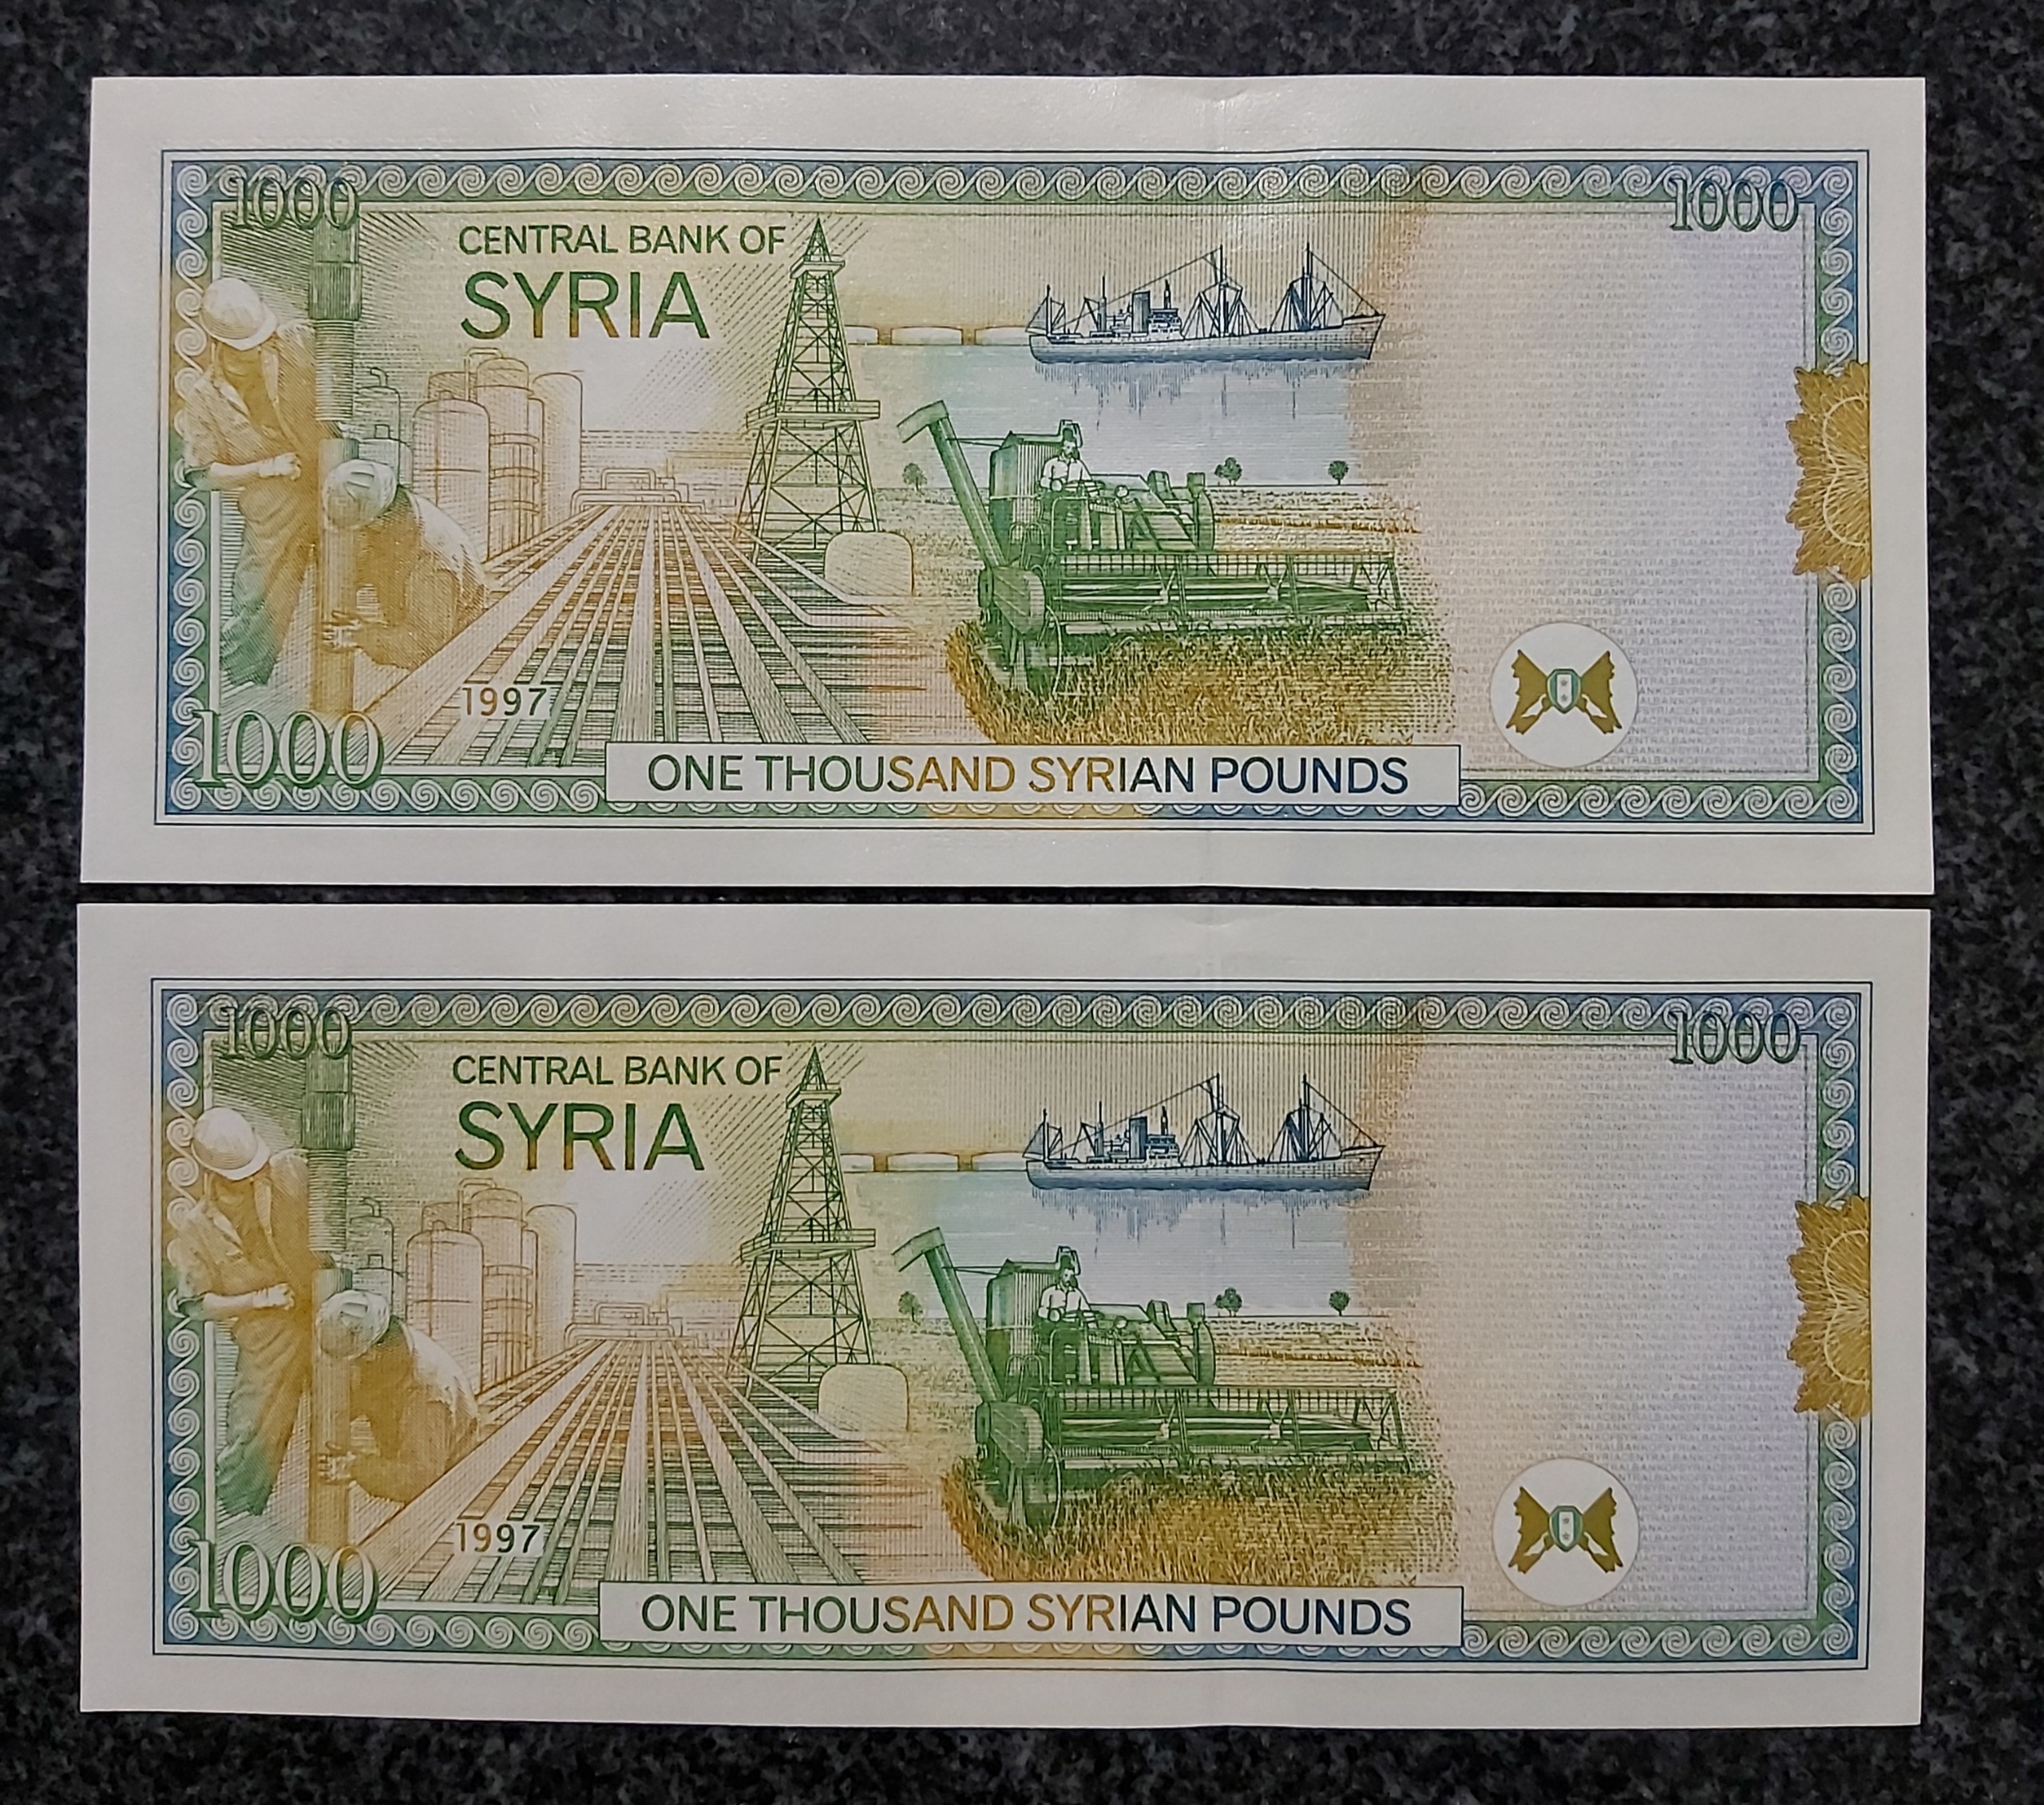 1000 1000
CENTRAL BANK OF
SYRIA
1997
1000
ONE THOUSAND SYRIAN POUNDS
1000 1000
CENTRAL BANK OF
SYRIA
1997
1000
ONE THOUSAND SYRIAN POUNDS